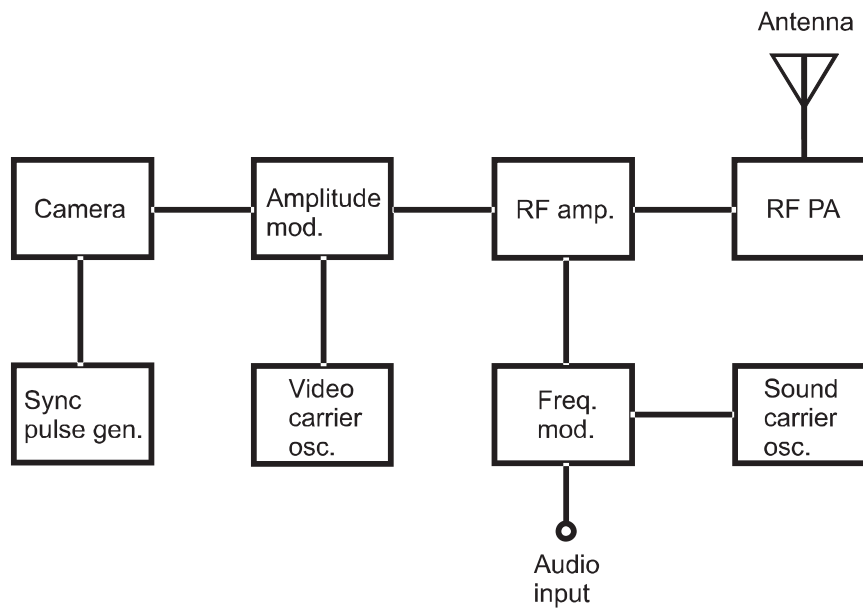 Antenna
Camera
Amplitude
mod.
RF amp.
RF PA
Sync
pulse gen.
Video
carrier
osc.
Freq.
mod.
Sound
carrier
osc.
Audio
input